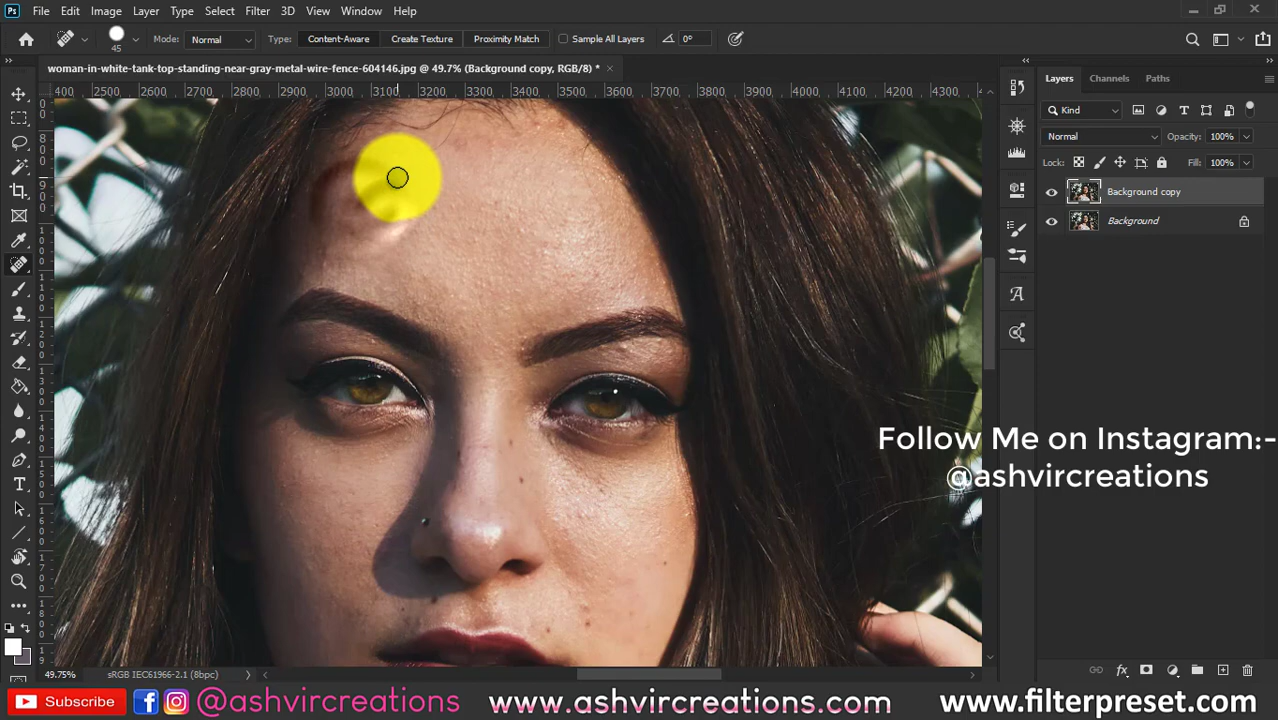 Ps File Edit Image Layer Type Select Filter 3D View Window Help
45 Mode: Normal Type: Content-Aware Create Texture Proximity Match Sample All Layers 0°
woman-in-white-tank-top-standing-near-gray-metal-wire-fence-604146.jpg @ 49.7% (Background copy, RGB/8) *
400 2500 2600 2700 2800 2900 3000 3100 3200 3300 3400 3500 3600 3700 3800 3900 4000 4100 4200 4300
Layers Channels Paths
Kind
Normal Opacity: 100%
Lock: Fill: 100%
Background copy
Background
Follow Me on Instagram:-
@ashvircreations
49.75% sRGB IEC61966-2.1 (8bpc)
Subscribe @ashvircreations www.ashvircreations.com www.filterpreset.com